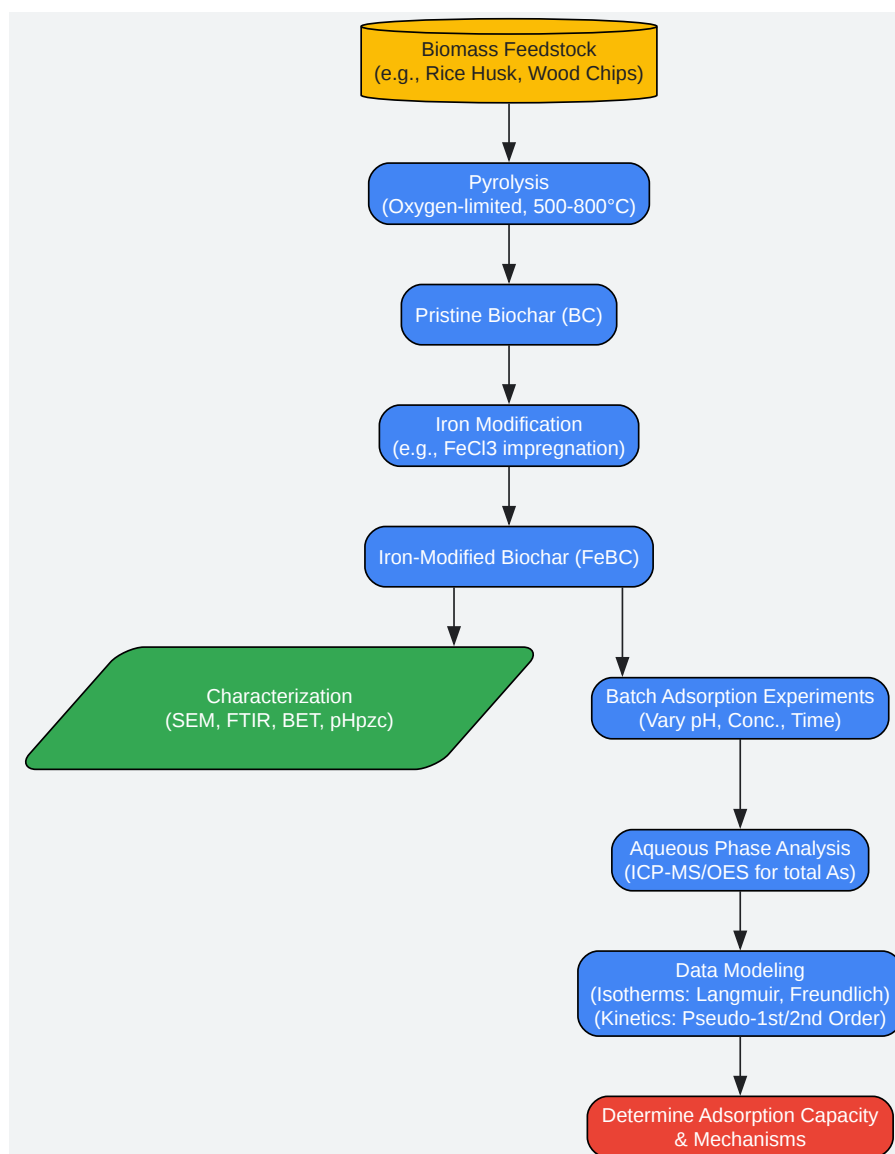 Biomass Feedstock
(e.g., Rice Husk, Wood Chips)
Pyrolysis
(Oxygen-limited, 500-800°C)
Pristine Biochar (BC)
Iron Modification
(e.g., FeCl3 impregnation)
Iron-Modified Biochar (FeBC)
Characterization
(SEM, FTIR, BET, pHpzc)
Batch Adsorption Experiments
(Vary pH, Conc., Time)
Aqueous Phase Analysis
(ICP-MS/OES for total As)
Data Modeling
(Isotherms: Langmuir, Freundlich)
(Kinetics: Pseudo-1st/2nd Order)
Determine Adsorption Capacity
& Mechanisms